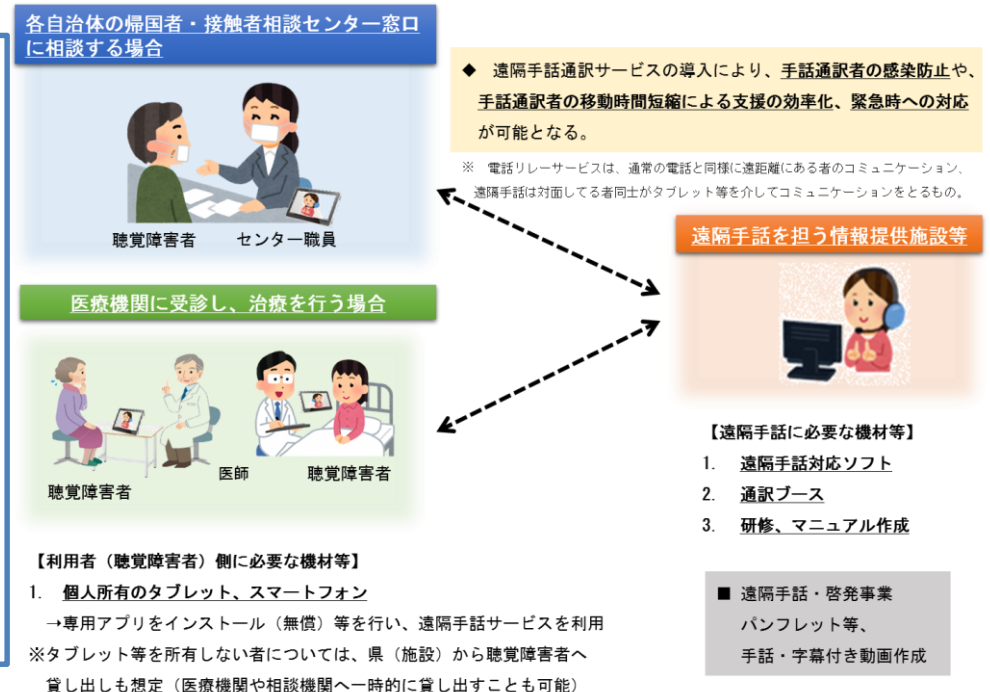 各自治体の帰国者・接触者相談センター窓口
に相談する場合
聴覚障害者
センター職員
◆ 遠隔手話通訳サービスの導入により、手話通訳者の感染防止や、
手話通訳者の移動時間短縮による支援の効率化、緊急時への対応
が可能となる。
※ 電話リレーサービスは、通常の電話と同様に遠距離にある者のコミュニケーション、
遠隔手話は対面してる者同士がタブレット等を介してコミュニケーションをとるもの。
遠隔手話を担う情報提供施設等
医療機関に受診し、治療を行う場合
聴覚障害者
医師
聴覚障害者
【遠隔手話に必要な機材等】
1. 遠隔手話対応ソフト
2. 通訳ブース
3. 研修、マニュアル作成
【利用者（聴覚障害者）側に必要な機材等】
1. 個人所有のタブレット、スマートフォン
→専用アプリをインストール（無償）等を行い、遠隔手話サービスを利用
※タブレット等を所有しない者については、県（施設）から聴覚障害者へ
貸し出しも想定（医療機関や相談機関へ一時的に貸し出すことも可能）
■ 遠隔手話・啓発事業
パンフレット等、
手話・字幕付き動画作成